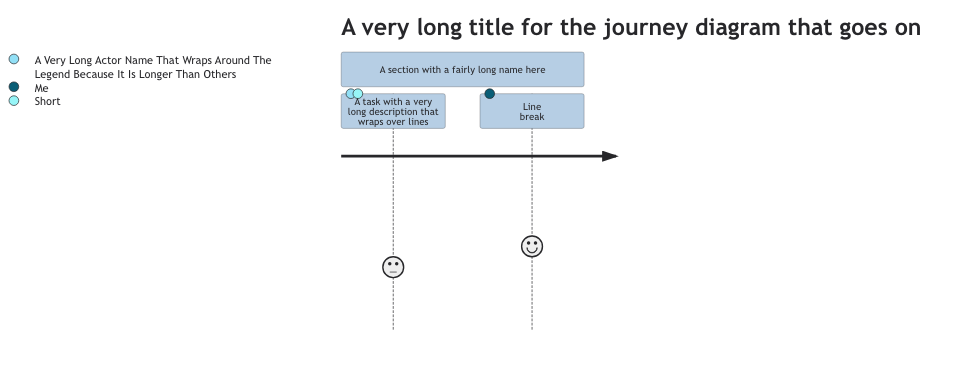 A very long title for the journey diagram that goes on
A Very Long Actor Name That Wraps Around The
Legend Because It Is Longer Than Others
Me
Short
A section with a fairly long name here
A task with a very
long description that
wraps over lines
Line
break